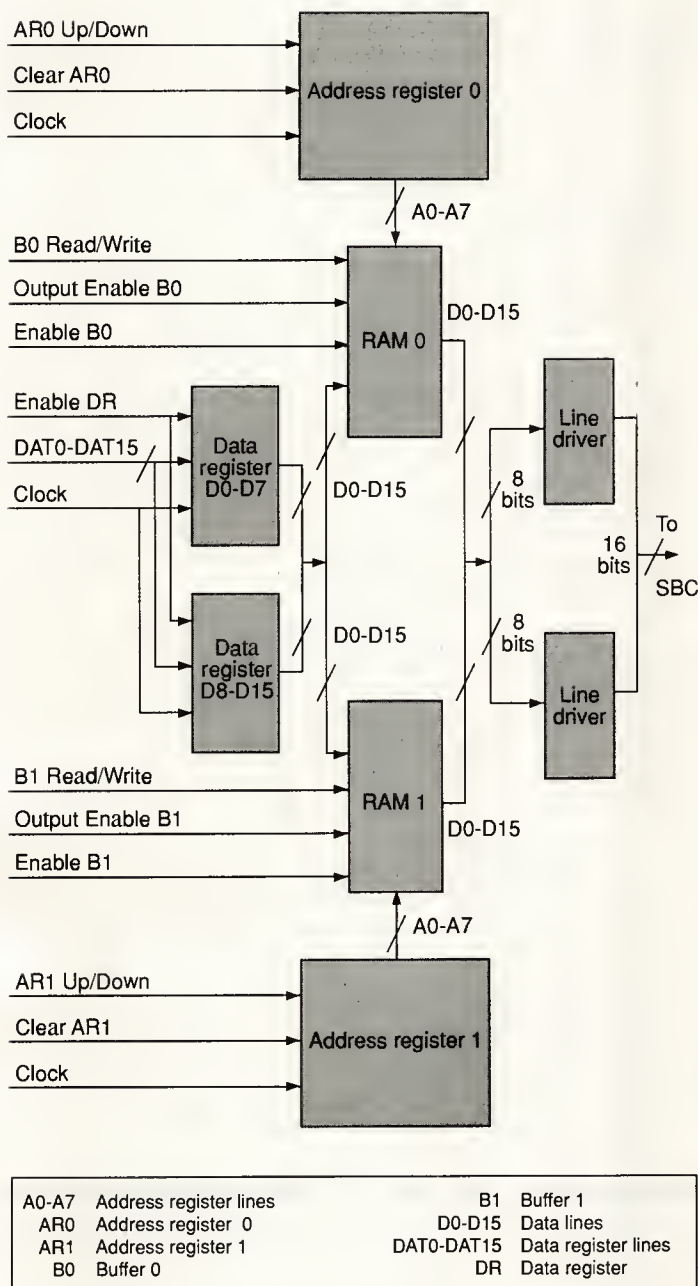 AR0 Up/Down
Clear AR0
Clock
Address register 0
A0-A7
B0 Read/Write
Output Enable B0
Enable B0
RAM 0
D0-D15
Enable DR
DAT0-DAT15
Clock
Data
register
D0-D7
D0-D15
Line
driver
8
bits
16
bits
To
SBC
Data
register
D8-D15
D0-D15
8
bits
Line
driver
B1 Read/Write
Output Enable B1
Enable B1
RAM 1
D0-D15
A0-A7
AR1 Up/Down
Clear AR1
Clock
Address register 1
A0-A7 Address register lines
AR0 Address register 0
AR1 Address register 1
B0 Buffer 0
B1 Buffer 1
D0-D15 Data lines
DAT0-DAT15 Data register lines
DR Data register